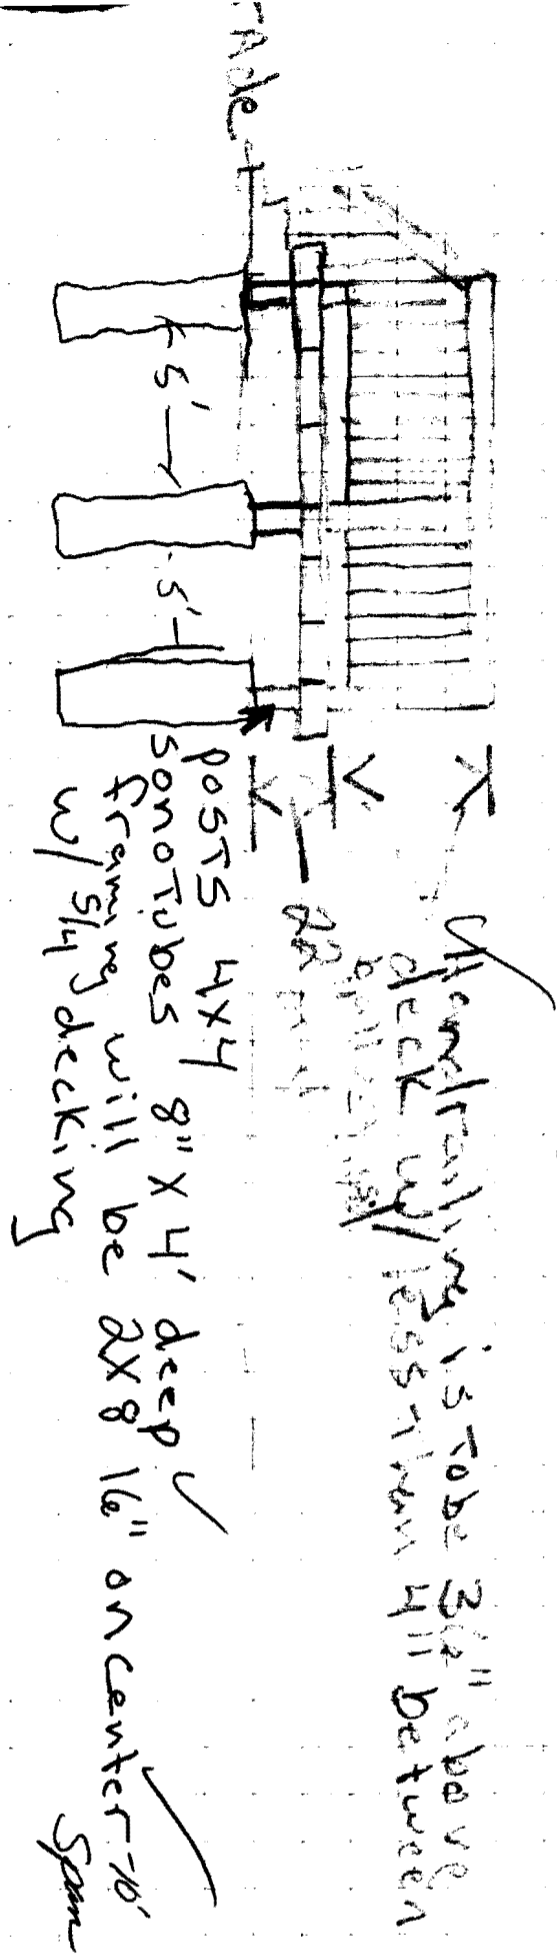 Handrailing is To be 36" above
deck w/ less Than 4" between
22
posts 4x4
sonoTubes 8" X 4' deep
framing will be 2x8 16" on center - 10' Span
w/ 5/4 decking
5'
5'